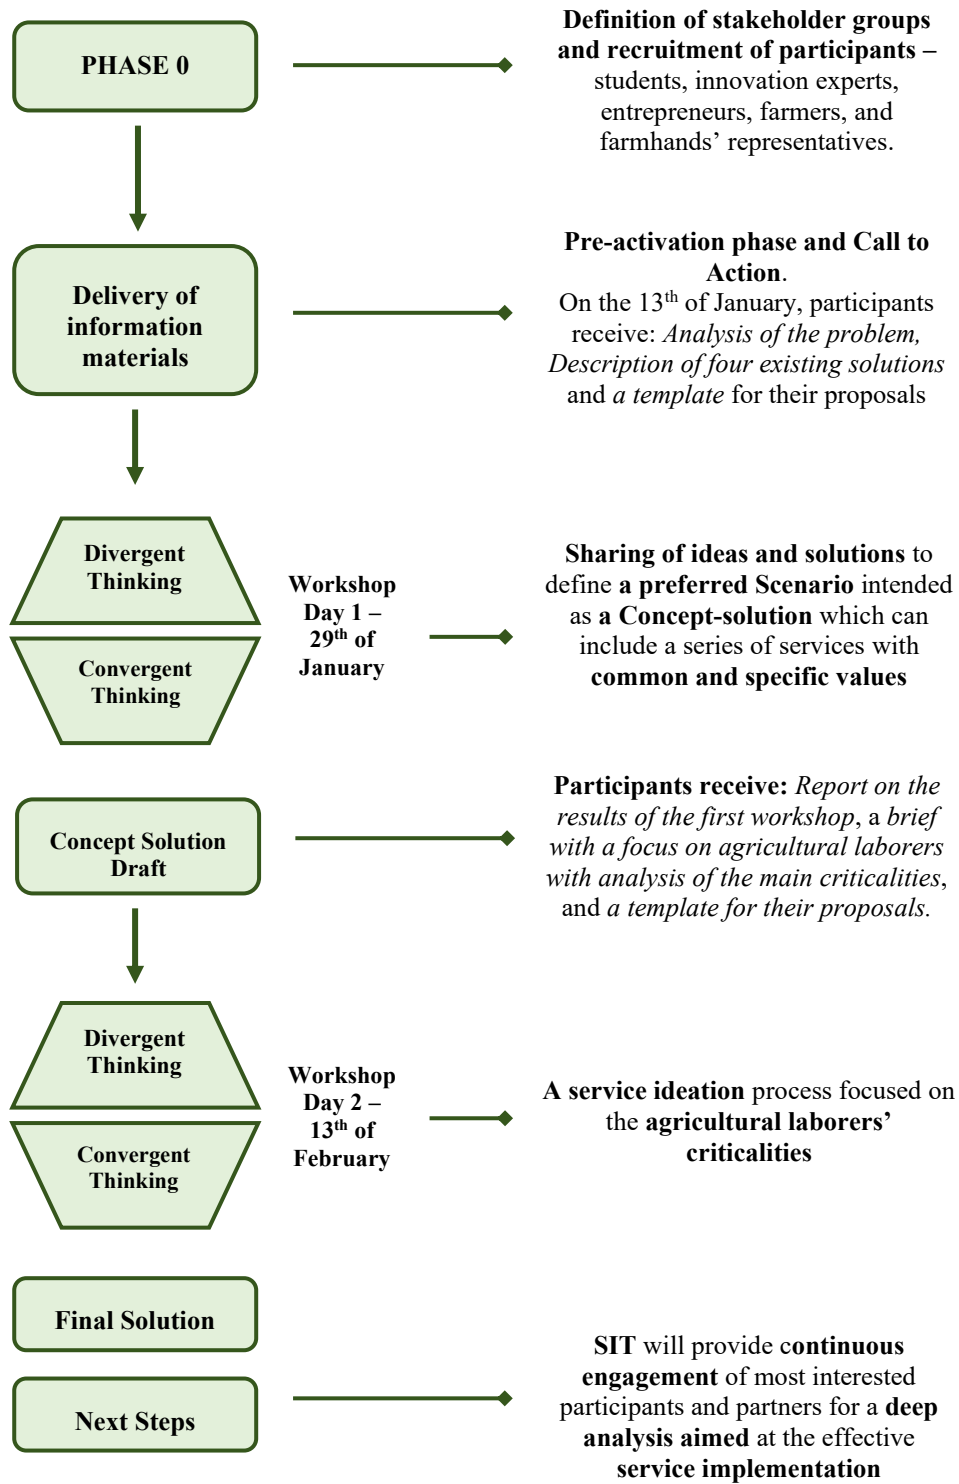 PHASE 0
Definition of stakeholder groups
and recruitment of participants –
students, innovation experts,
entrepreneurs, farmers, and
farmhands’ representatives.
Delivery of
information
materials
Pre-activation phase and Call to
Action.
On the 13th of January, participants
receive: Analysis of the problem,
Description of four existing solutions
and a template for their proposals
Divergent
Thinking
Convergent
Thinking
Workshop
Day 1 –
29th of
January
Sharing of ideas and solutions to
define a preferred Scenario intended
as a Concept-solution which can
include a series of services with
common and specific values
Concept Solution
Draft
Participants receive: Report on the
results of the first workshop, a brief
with a focus on agricultural laborers
with analysis of the main criticalities,
and a template for their proposals.
Divergent
Thinking
Convergent
Thinking
Workshop
Day 2 –
13th of
February
A service ideation process focused on
the agricultural laborers’
criticalities
Final Solution
Next Steps
SIT will provide continuous
engagement of most interested
participants and partners for a deep
analysis aimed at the effective
service implementation